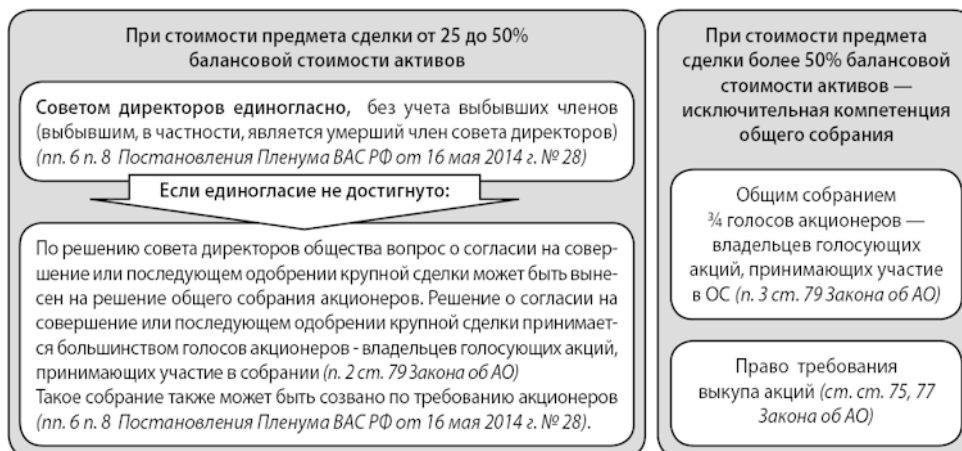 При стоимости предмета сделки от 25 до 50%
балансовой стоимости активов
Советом директоров единогласно, без учета выбывших членов
(выбывшим, в частности, является умерший член совета директоров)
(пп. 6 п. 8 Постановления Пленума ВАС РФ от 16 мая 2014 г. № 28)
Если единогласие не достигнуто:
По решению совета директоров общества вопрос о согласии на совер-
шение или последующем одобрении крупной сделки может быть выне-
сен на решение общего собрания акционеров. Решение о согласии на
совершение или последующем одобрении крупной сделки принимает-
ся большинством голосов акционеров - владельцев голосующих акций,
принимающих участие в собрании (п. 2 ст. 79 Закона об АО)
Такое собрание также может быть созвано по требованию акционеров
(пп. 6 п. 8 Постановления Пленума ВАС РФ от 16 мая 2014 г. № 28).
При стоимости предмета
сделки более 50% балансовой
стоимости активов —
исключительная компетенция
общего собрания
Общим собранием
¾ голосов акционеров —
владельцев голосующих
акций, принимающих участие
в ОС (п. 3 ст. 79 Закона об АО)
Право требования
выкупа акций (ст. ст. 75, 77
Закона об АО)